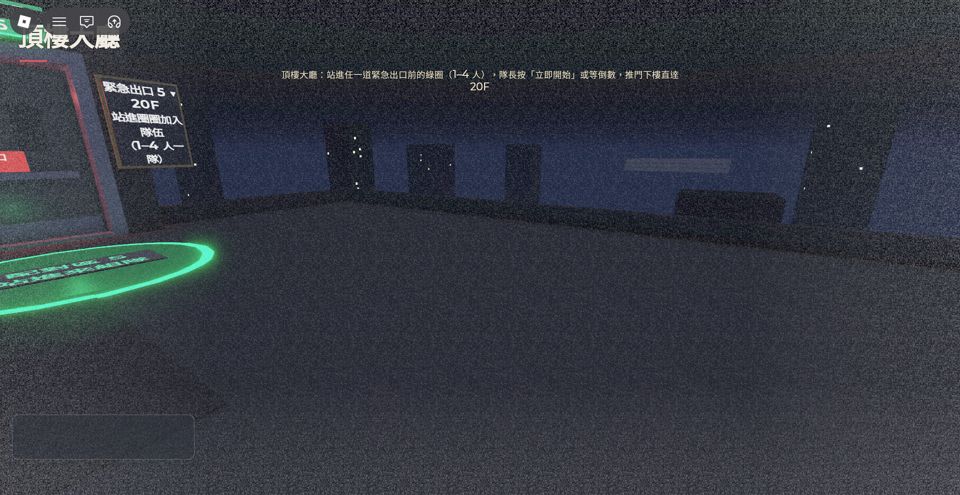 頂樓大廳
頂樓大廳：站進任一道緊急出口前的綠圈（1–4 人），隊長按「立即開始」或等倒數，推門下樓直達
20F
緊急出口 5 ▼
20F
站進圈圈加入
隊伍
（1–4 人一
隊）
口